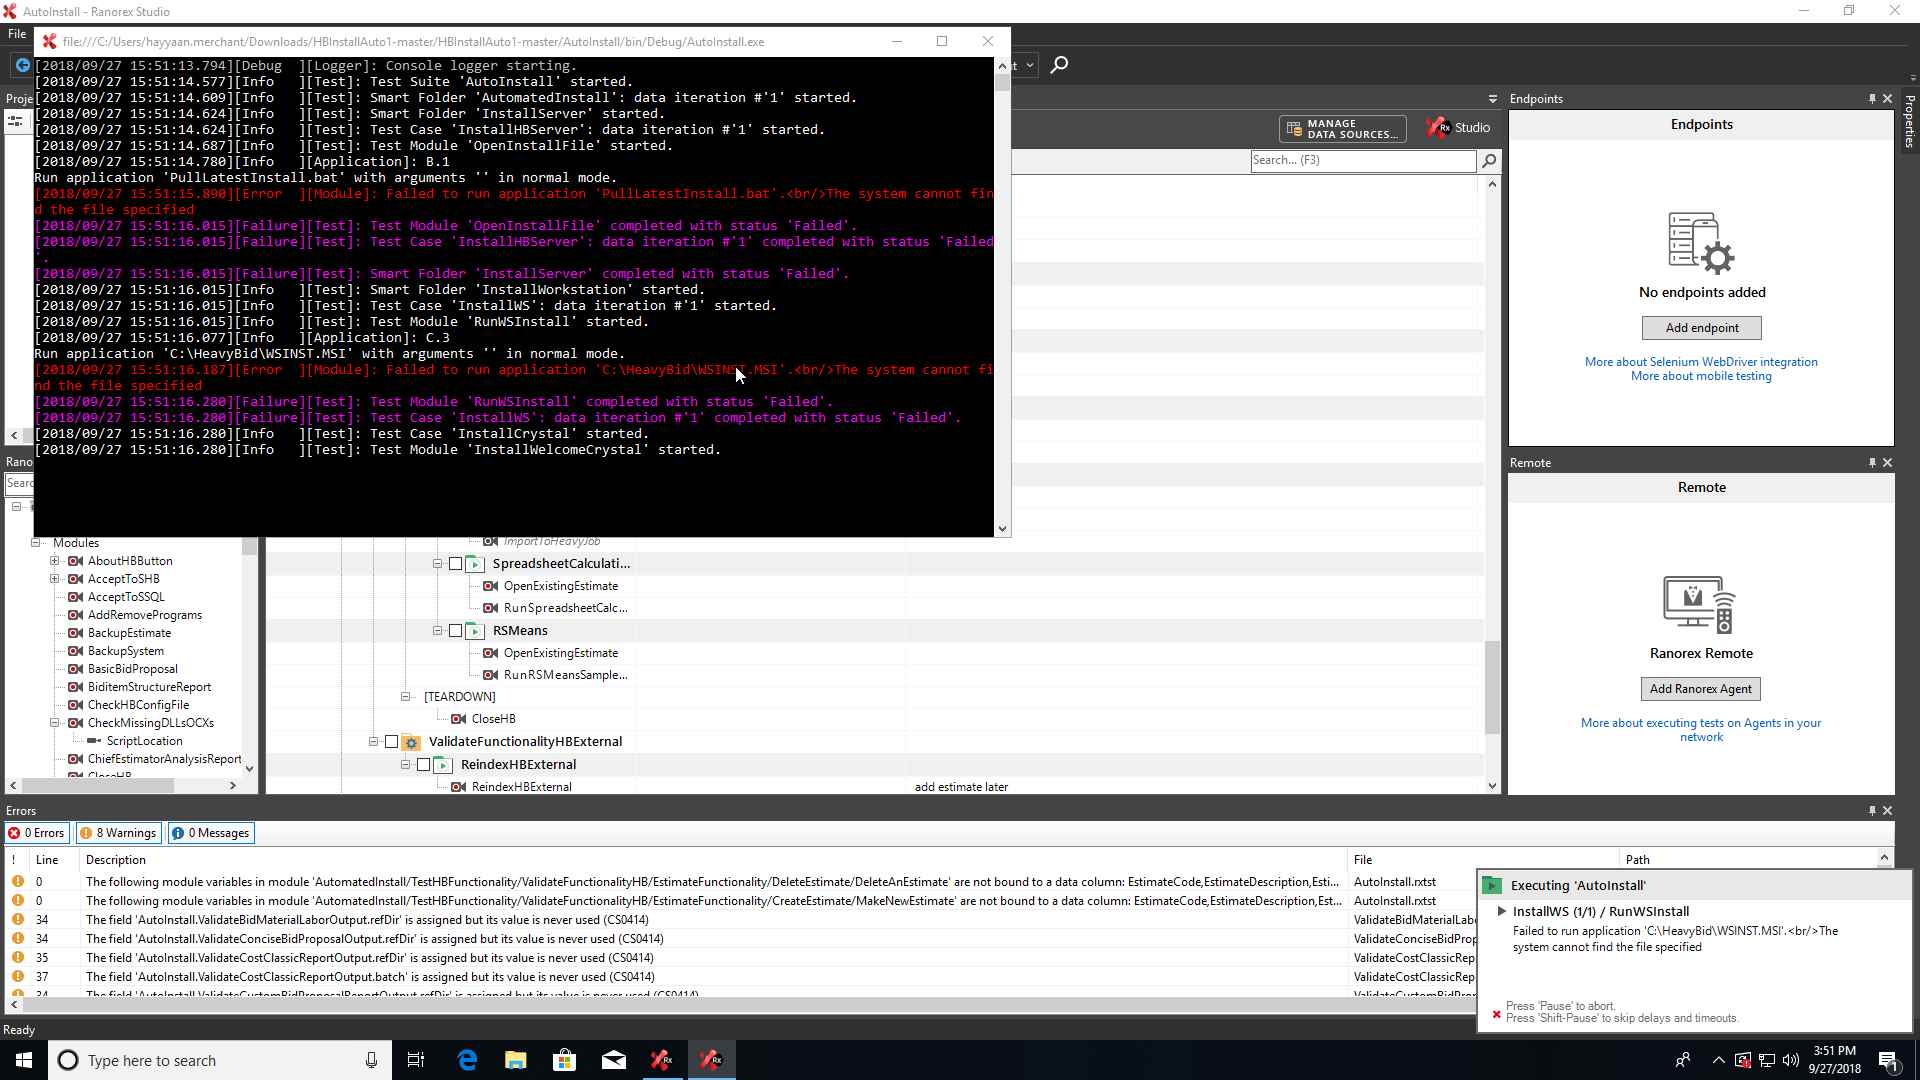 AutoInstall - Ranorex Studio
File
file:///C:/Users/hayyaan.merchant/Downloads/HBInstallAuto1-master/HBInstallAuto1-master/AutoInstall/bin/Debug/AutoInstall.exe
[2018/09/27 15:51:13.794][Debug  ][Logger]: Console logger starting.
[2018/09/27 15:51:14.577][Info   ][Test]: Test Suite 'AutoInstall' started.
[2018/09/27 15:51:14.609][Info   ][Test]: Smart Folder 'AutomatedInstall': data iteration #'1' started.
[2018/09/27 15:51:14.624][Info   ][Test]: Smart Folder 'InstallServer' started.
[2018/09/27 15:51:14.624][Info   ][Test]: Test Case 'InstallHBServer': data iteration #'1' started.
[2018/09/27 15:51:14.687][Info   ][Test]: Test Module 'OpenInstallFile' started.
[2018/09/27 15:51:14.780][Info   ][Application]: B.1
Run application 'PullLatestInstall.bat' with arguments '' in normal mode.
[2018/09/27 15:51:15.890][Error  ][Module]: Failed to run application 'PullLatestInstall.bat'.<br/>The system cannot fin
d the file specified
[2018/09/27 15:51:16.015][Failure][Test]: Test Module 'OpenInstallFile' completed with status 'Failed'.
[2018/09/27 15:51:16.015][Failure][Test]: Test Case 'InstallHBServer': data iteration #'1' completed with status 'Failed
'.
[2018/09/27 15:51:16.015][Failure][Test]: Smart Folder 'InstallServer' completed with status 'Failed'.
[2018/09/27 15:51:16.015][Info   ][Test]: Smart Folder 'InstallWorkstation' started.
[2018/09/27 15:51:16.015][Info   ][Test]: Test Case 'InstallWS': data iteration #'1' started.
[2018/09/27 15:51:16.015][Info   ][Test]: Test Module 'RunWSInstall' started.
[2018/09/27 15:51:16.077][Info   ][Application]: C.3
Run application 'C:\HeavyBid\WSINST.MSI' with arguments '' in normal mode.
[2018/09/27 15:51:16.187][Error  ][Module]: Failed to run application 'C:\HeavyBid\WSINST.MSI'.<br/>The system cannot fi
nd the file specified
[2018/09/27 15:51:16.280][Failure][Test]: Test Module 'RunWSInstall' completed with status 'Failed'.
[2018/09/27 15:51:16.280][Failure][Test]: Test Case 'InstallWS': data iteration #'1' completed with status 'Failed'.
[2018/09/27 15:51:16.280][Info   ][Test]: Test Case 'InstallCrystal' started.
[2018/09/27 15:51:16.280][Info   ][Test]: Test Module 'InstallWelcomeCrystal' started.
MANAGE
DATA SOURCES...
Rx Studio
Search... (F3)
Endpoints
Endpoints
No endpoints added
Add endpoint
More about Selenium WebDriver integration
More about mobile testing
Properties
Remote
Remote
Ranorex Remote
Add Ranorex Agent
More about executing tests on Agents in your
network
Proje
Rano
Searc
Modules
AboutHBButton
AcceptToSHB
AcceptToSSQL
AddRemovePrograms
BackupEstimate
BackupSystem
BasicBidProposal
BiditemStructureReport
CheckHBConfigFile
CheckMissingDLLsOCXs
ScriptLocation
ChiefEstimatorAnalysisReport
CloseHB
ImportToHeavyJob
SpreadsheetCalculati...
OpenExistingEstimate
RunSpreadsheetCalc...
RSMeans
OpenExistingEstimate
RunRSMeansSample...
[TEARDOWN]
CloseHB
ValidateFunctionalityHBExternal
ReindexHBExternal
ReindexHBExternal
add estimate later
Errors
0 Errors
8 Warnings
0 Messages
! Line Description File Path
0 The following module variables in module 'AutomatedInstall/TestHBFunctionality/ValidateFunctionalityHB/EstimateFunctionality/DeleteEstimate/DeleteAnEstimate' are not bound to a data column: EstimateCode,EstimateDescription,Esti... AutoInstall.rxtst
0 The following module variables in module 'AutomatedInstall/TestHBFunctionality/ValidateFunctionalityHB/EstimateFunctionality/CreateEstimate/MakeNewEstimate' are not bound to a data column: EstimateCode,EstimateDescription,Est... AutoInstall.rxtst
34 The field 'AutoInstall.ValidateBidMaterialLaborOutput.refDir' is assigned but its value is never used (CS0414) ValidateBidMaterialLabo
34 The field 'AutoInstall.ValidateConciseBidProposalOutput.refDir' is assigned but its value is never used (CS0414) ValidateConciseBidProp
35 The field 'AutoInstall.ValidateCostClassicReportOutput.refDir' is assigned but its value is never used (CS0414) ValidateCostClassicRep
37 The field 'AutoInstall.ValidateCostClassicReportOutput.batch' is assigned but its value is never used (CS0414) ValidateCostClassicRep
34 The field 'AutoInstall.ValidateCustomBidProposalReportOutput.refDir' is assigned but its value is never used (CS0414) ValidateCustomBidProp
Executing 'AutoInstall'
InstallWS (1/1) / RunWSInstall
Failed to run application 'C:\HeavyBid\WSINST.MSI'.<br/>The
system cannot find the file specified
Press 'Pause' to abort.
Press 'Shift-Pause' to skip delays and timeouts.
Ready
Type here to search
3:51 PM
9/27/2018
1